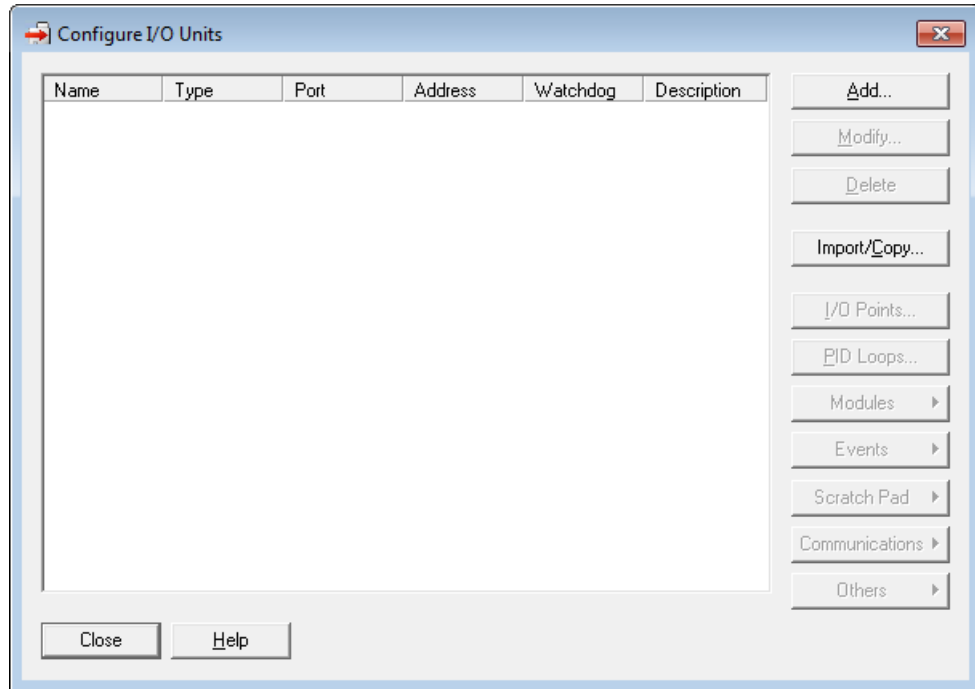 Configure I/O Units
Name Type Port Address Watchdog Description
Add...
Modify...
Delete
Import/Copy...
I/O Points...
PID Loops...
Modules
Events
Scratch Pad
Communications
Others
Close Help